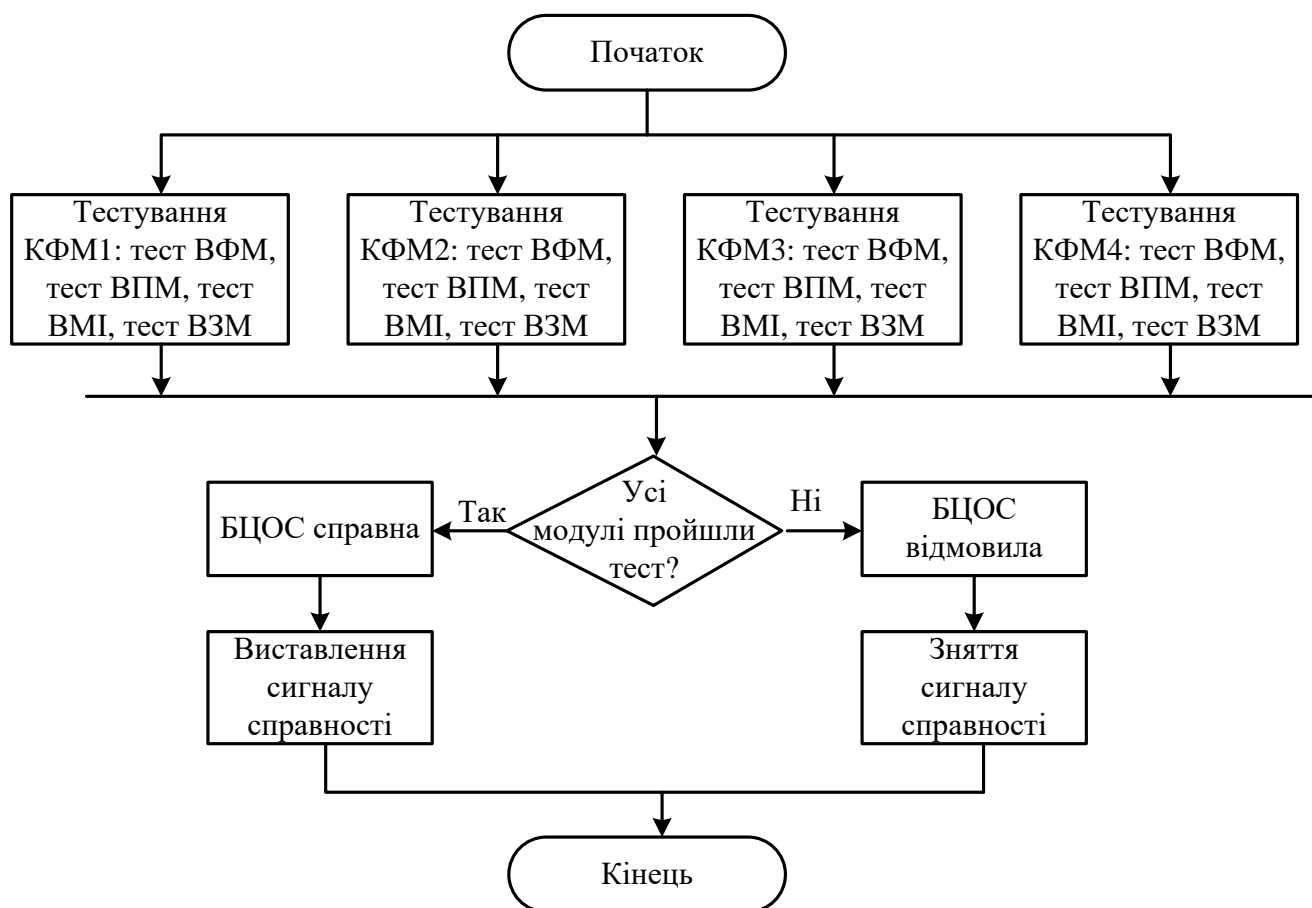 Початок
Тестування
КФМ1: тест ВФМ,
тест ВПМ, тест
ВМІ, тест ВЗМ
Тестування
КФМ2: тест ВФМ,
тест ВПМ, тест
ВМІ, тест ВЗМ
Тестування
КФМ3: тест ВФМ,
тест ВПМ, тест
ВМІ, тест ВЗМ
Тестування
КФМ4: тест ВФМ,
тест ВПМ, тест
ВМІ, тест ВЗМ
Усі
модулі пройшли
тест?
Так
Ні
БЦОС справна
БЦОС
відмовила
Виставлення
сигналу
справності
Зняття
сигналу
справності
Кінець